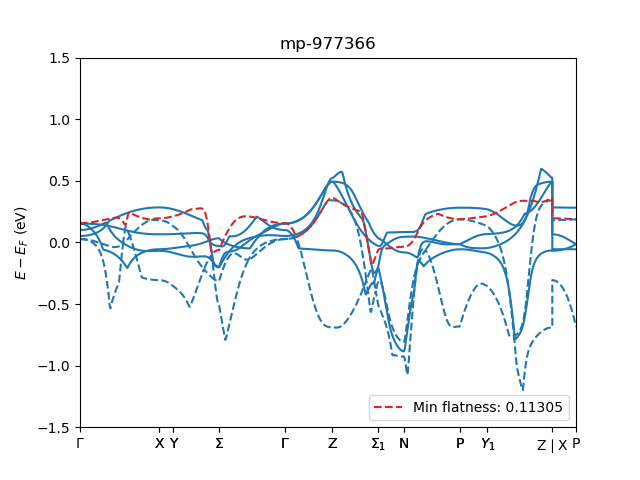 mp-977366
E − E_F (eV)
1.5
1.0
0.5
0.0
−0.5
−1.0
−1.5
Min flatness: 0.11305
Γ X Y Σ Γ Z Σ₁ N P Y₁ Z | X P